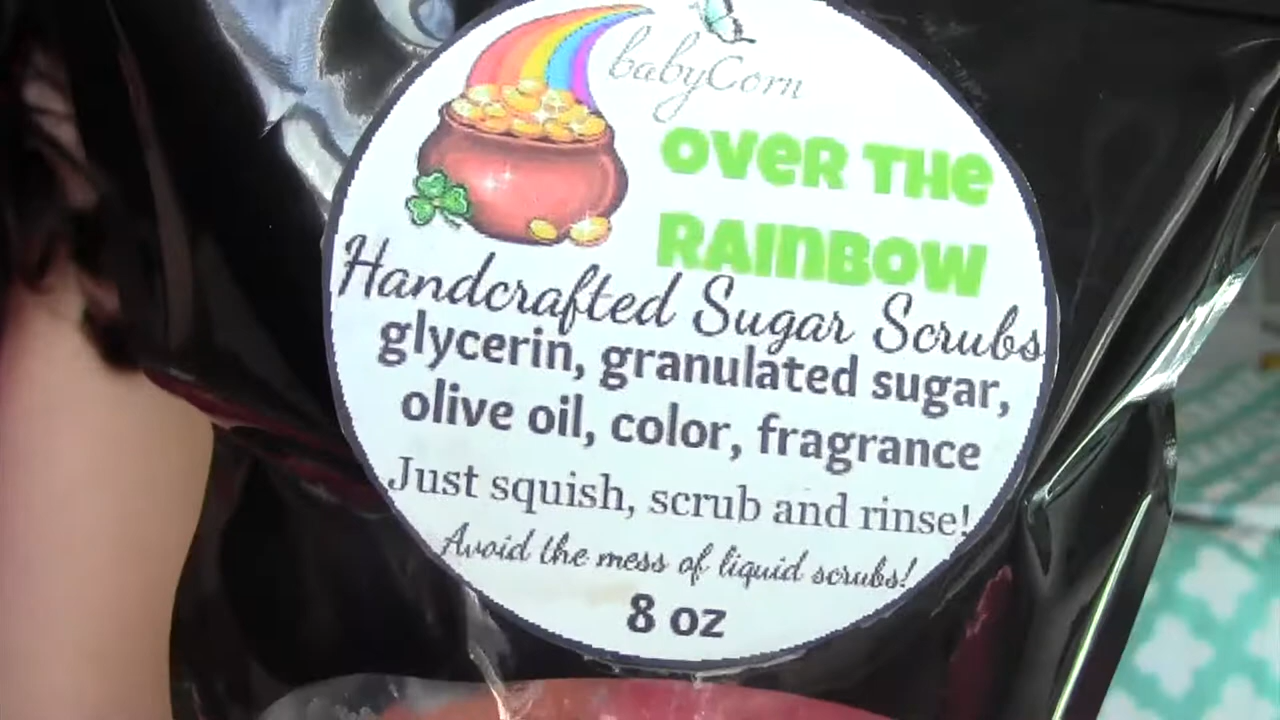 babyCorn
OVER THE
RAINBOW
Handcrafted Sugar Scrubs
glycerin, granulated sugar,
olive oil, color, fragrance
Just squish, scrub and rinse!
Avoid the mess of liquid scrubs!
8 oz